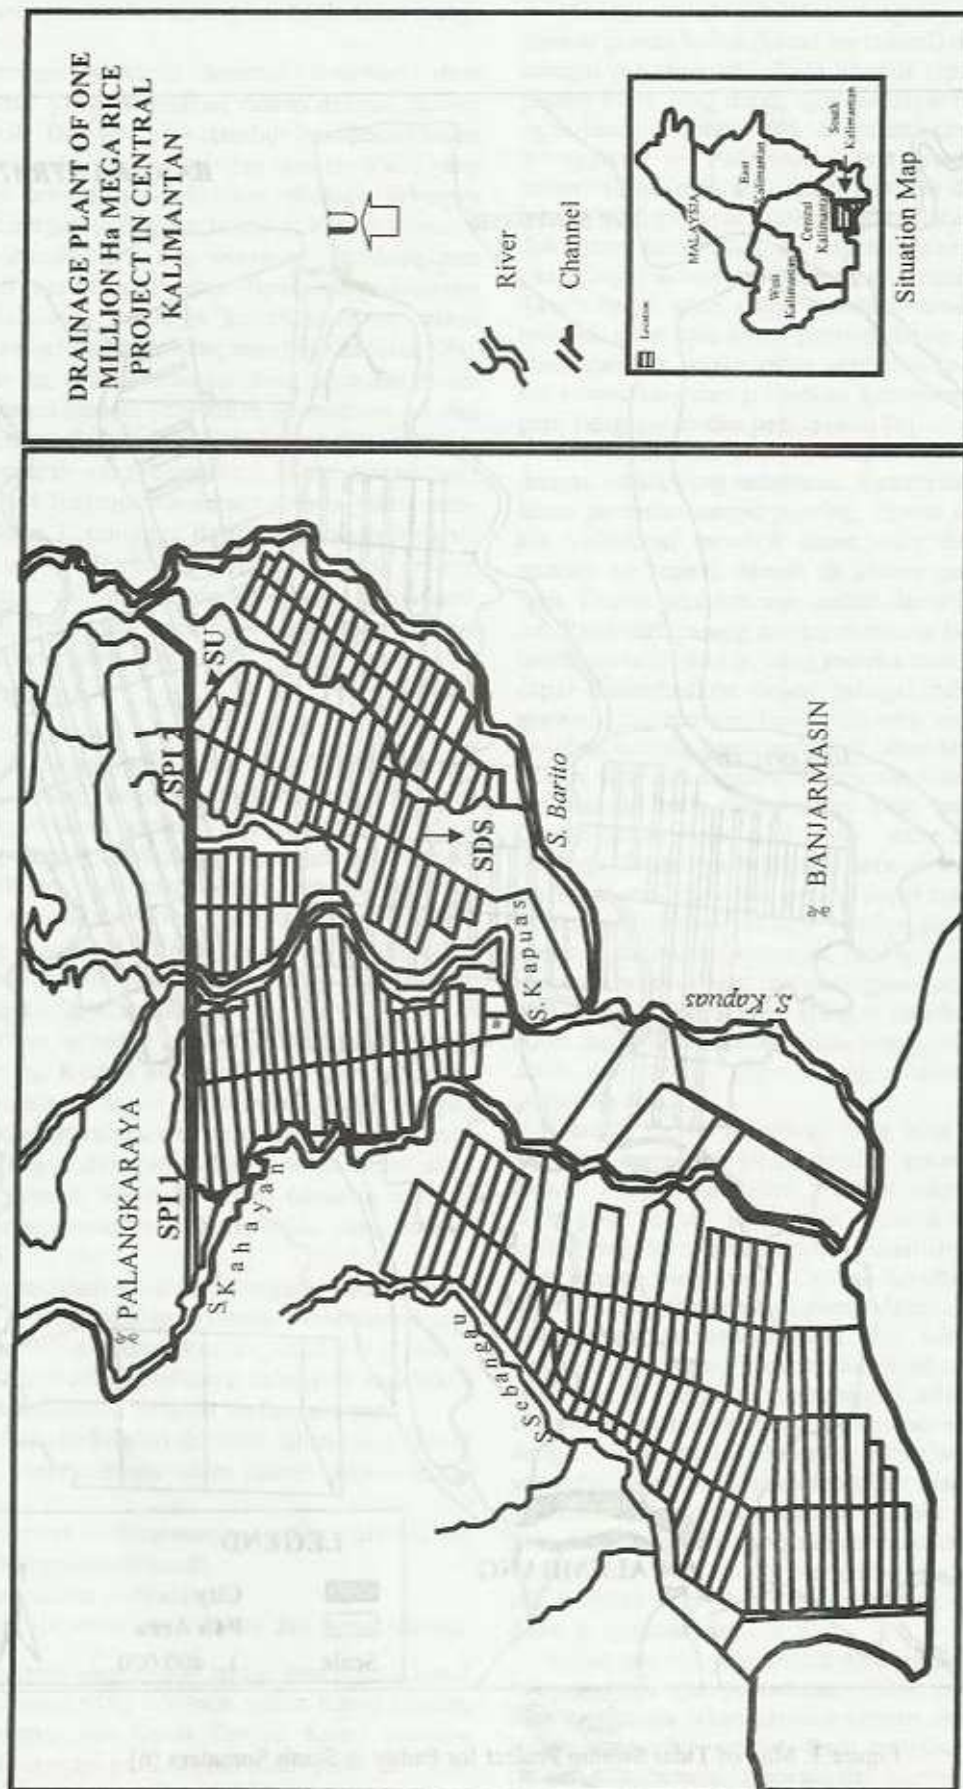 DRAINAGE PLANT OF ONE
MILION Ha MEGA RICE
PROJECT IN CENTRAL
KALIMANTAN
U
River
Channel
Location
MALAYSIA
West
Kalimantan
Central
Kalimantan
East
Kalimantan
South
Kalimantan
Situation Map
% PALANGKARAYA
SPI 1
SPI 2
SU
SDS
S.Kahayan
S.Sebangau
S.Kapuas
S. Barito
S. Kapuas
% BANJARMASIN
LEGEND
Scale